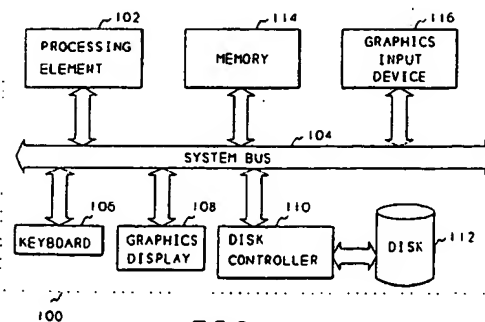 102
114
116
PROCESSING
ELEMENT
MEMORY
GRAPHICS
INPUT
DEVICE
104
SYSTEM BUS
106
108
110
KEYBOARD
GRAPHICS
DISPLAY
DISK
CONTROLLER
DISK
112
100